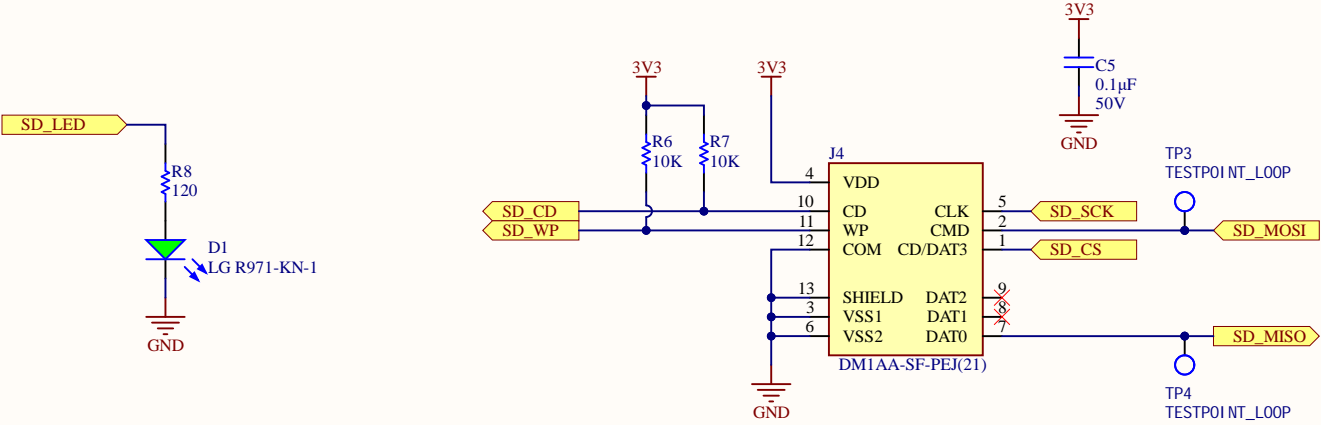 3V3
C5
0.1µF
50V
GND
3V3
3V3
SD_LED
R8
120
D1
LG R971-KN-1
GND
R6
10K
R7
10K
J4
TP3
TESTPOINT_LOOP
4 VDD
SD_CD 10 CD CLK 5 SD_SCK
SD_WP 11 WP CMD 2 SD_MOSI
12 COM CD/DAT3 1 SD_CS
13 SHIELD DAT2 9
3 VSS1 DAT1 8
6 VSS2 DAT0 7 SD_MISO
DM1AA-SF-PEJ(21)
GND
TP4
TESTPOINT_LOOP